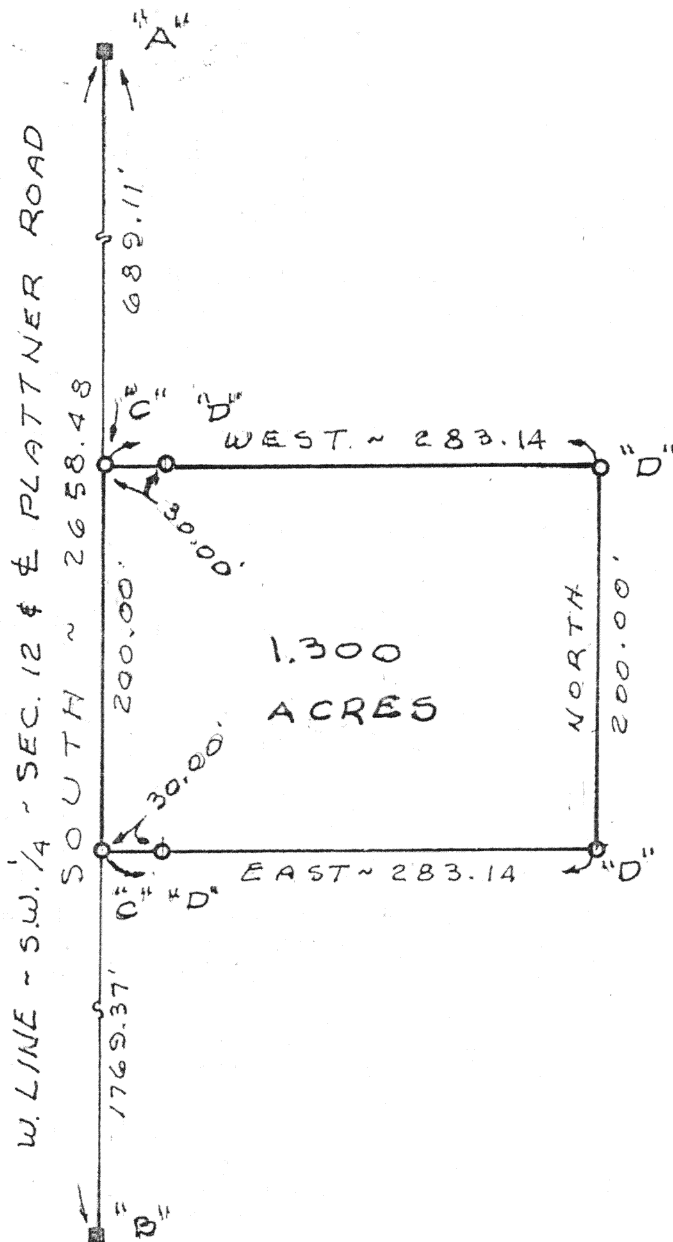 "A"
W. LINE ~ S.W. 1/4 ~ SEC. 12 & ℄ PLATTNER ROAD
SOUTH ~ 2658.48
689.11'
"C" "D"
WEST. ~ 283.14
"D"
30.00'
200.00'
1.300
ACRES
NORTH
200.00'
30.00'
"C" "D"
EAST ~ 283.14
"D"
1769.37'
"B"